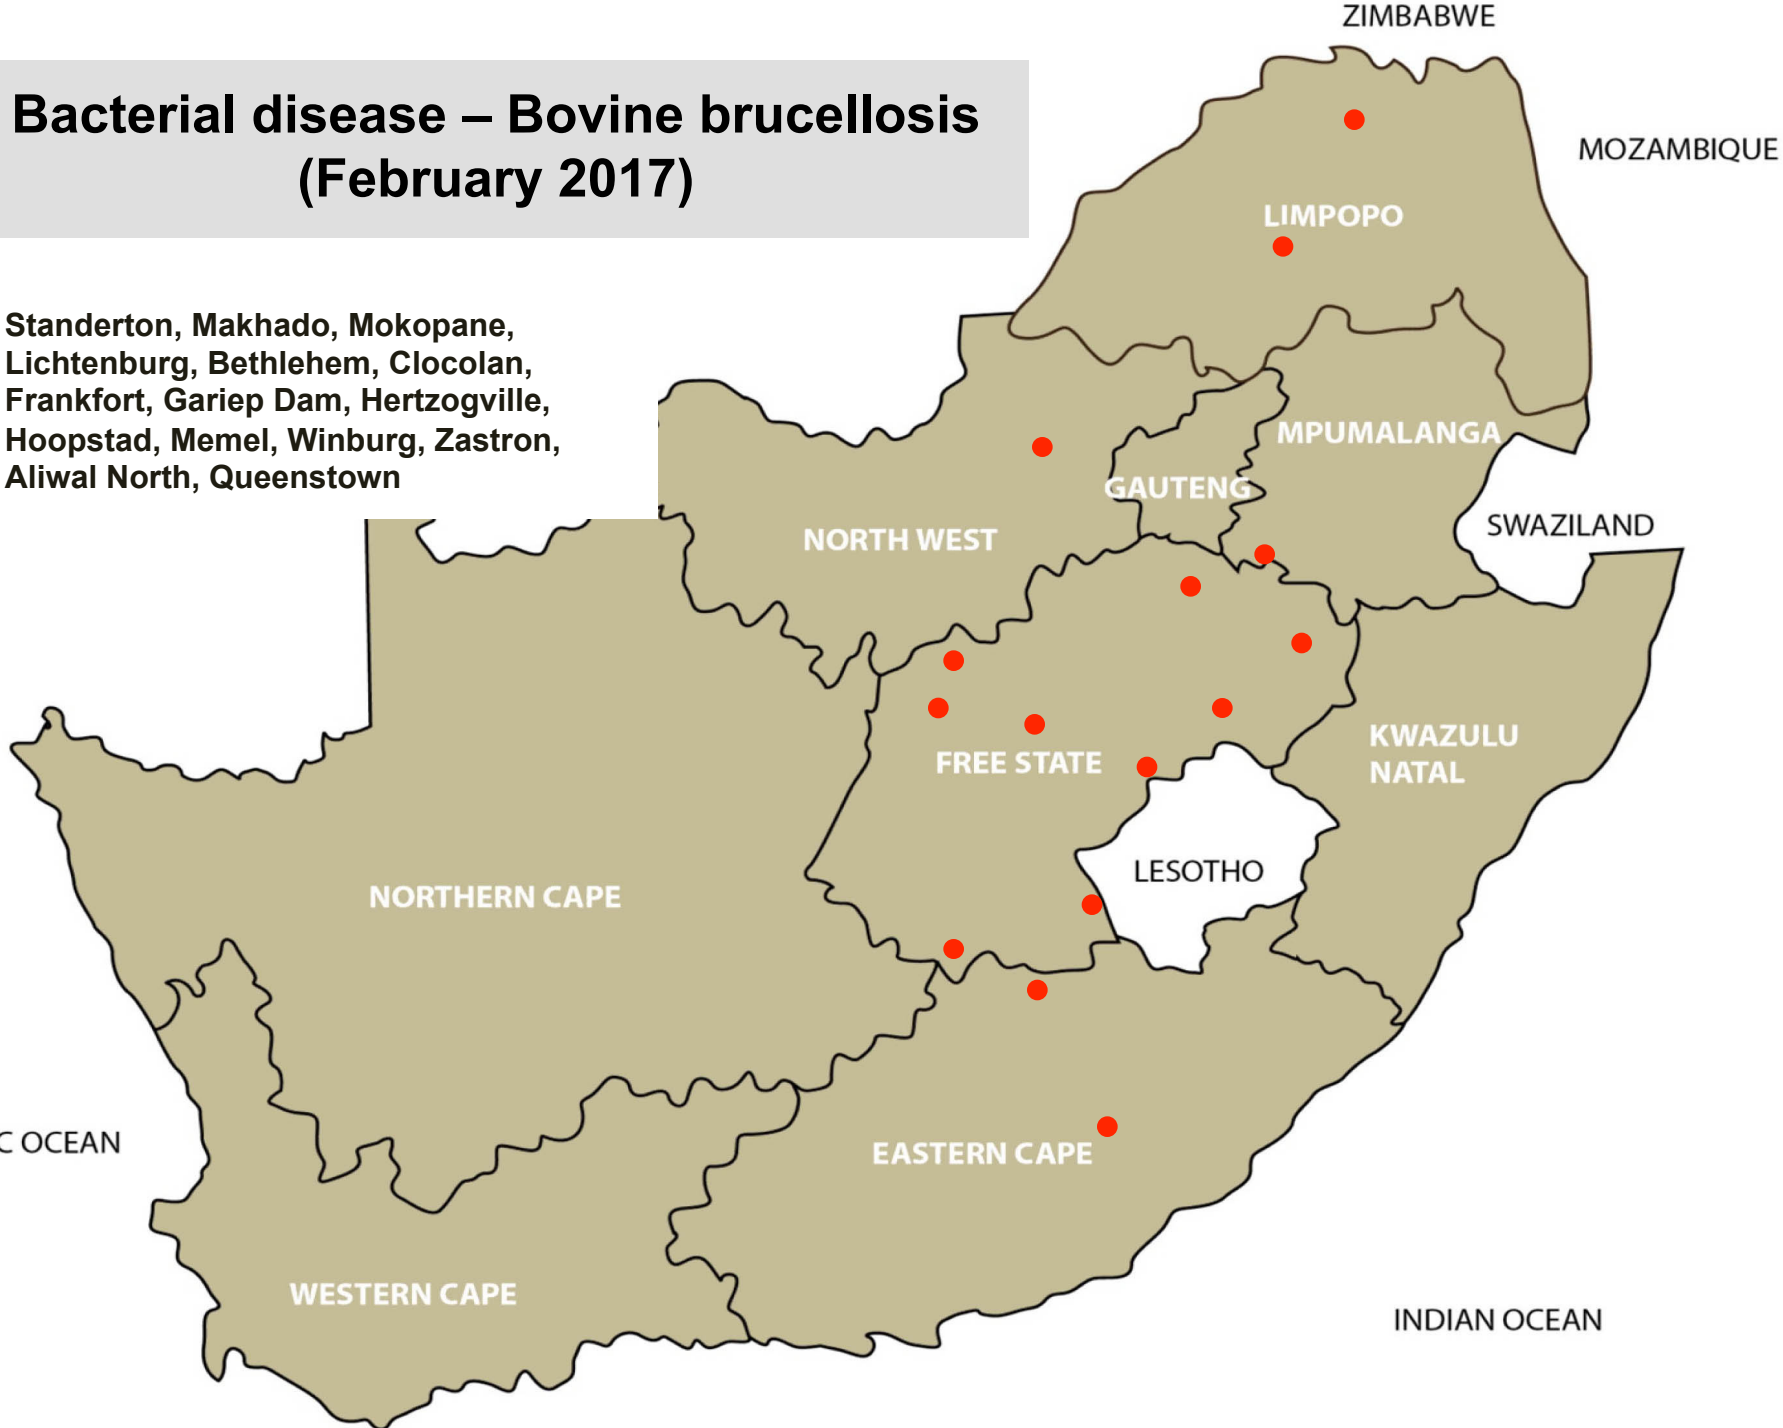 ZIMBABWE
Bacterial disease – Bovine brucellosis
(February 2017)
MOZAMBIQUE
LIMPOPO
Standerton, Makhado, Mokopane,
Lichtenburg, Bethlehem, Clocolan,
Frankfort, Gariep Dam, Hertzogville,
Hoopstad, Memel, Winburg, Zastron,
Aliwal North, Queenstown
MPUMALANGA
GAUTENG
SWAZILAND
NORTH WEST
KWAZULU
NATAL
FREE STATE
LESOTHO
NORTHERN CAPE
C OCEAN
EASTERN CAPE
WESTERN CAPE
INDIAN OCEAN